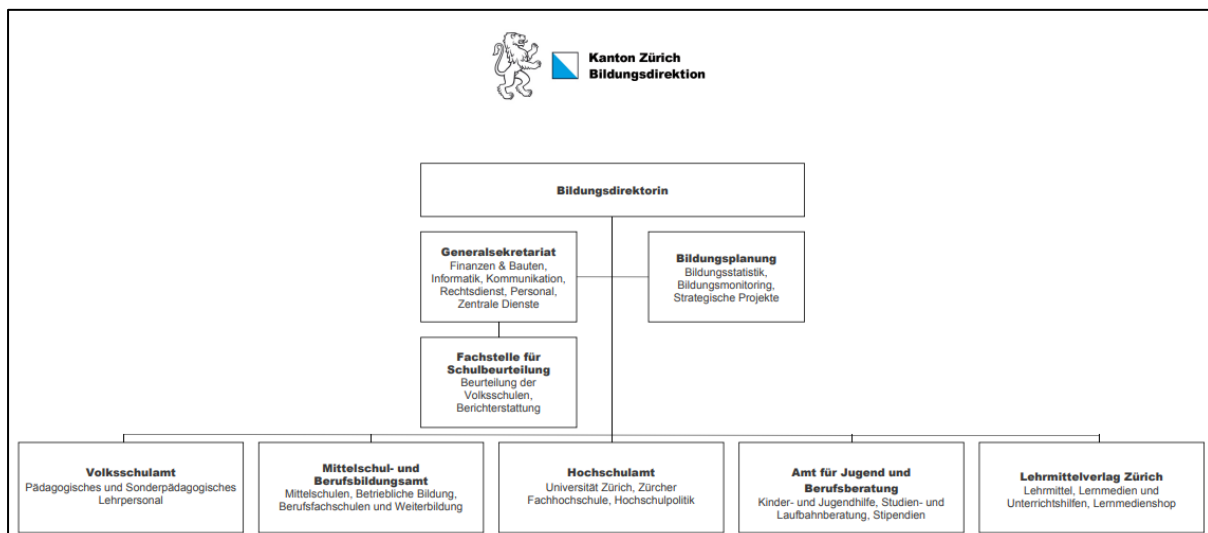 Kanton Zürich
Bildungsdirektion
Bildungsdirektorin
Generalsekretariat
Finanzen & Bauten,
Informatik, Kommunikation,
Rechtsdienst, Personal,
Zentrale Dienste
Bildungsplanung
Bildungsstatistik,
Bildungsmonitoring,
Strategische Projekte
Fachstelle für
Schulbeurteilung
Beurteilung der
Volksschulen,
Berichterstattung
Volksschulamt
Pädagogisches und Sonderpädagogisches
Lehrpersonal
Mittelschul- und
Berufsbildungsamt
Mittelschulen, Betriebliche Bildung,
Berufsfachschulen und Weiterbildung
Hochschulamt
Universität Zürich, Zürcher
Fachhochschule, Hochschulpolitik
Amt für Jugend und
Berufsberatung
Kinder- und Jugendhilfe, Studien- und
Laufbahnberatung, Stipendien
Lehrmittelverlag Zürich
Lehrmittel, Lernmedien und
Unterrichtshilfen, Lernmedienshop